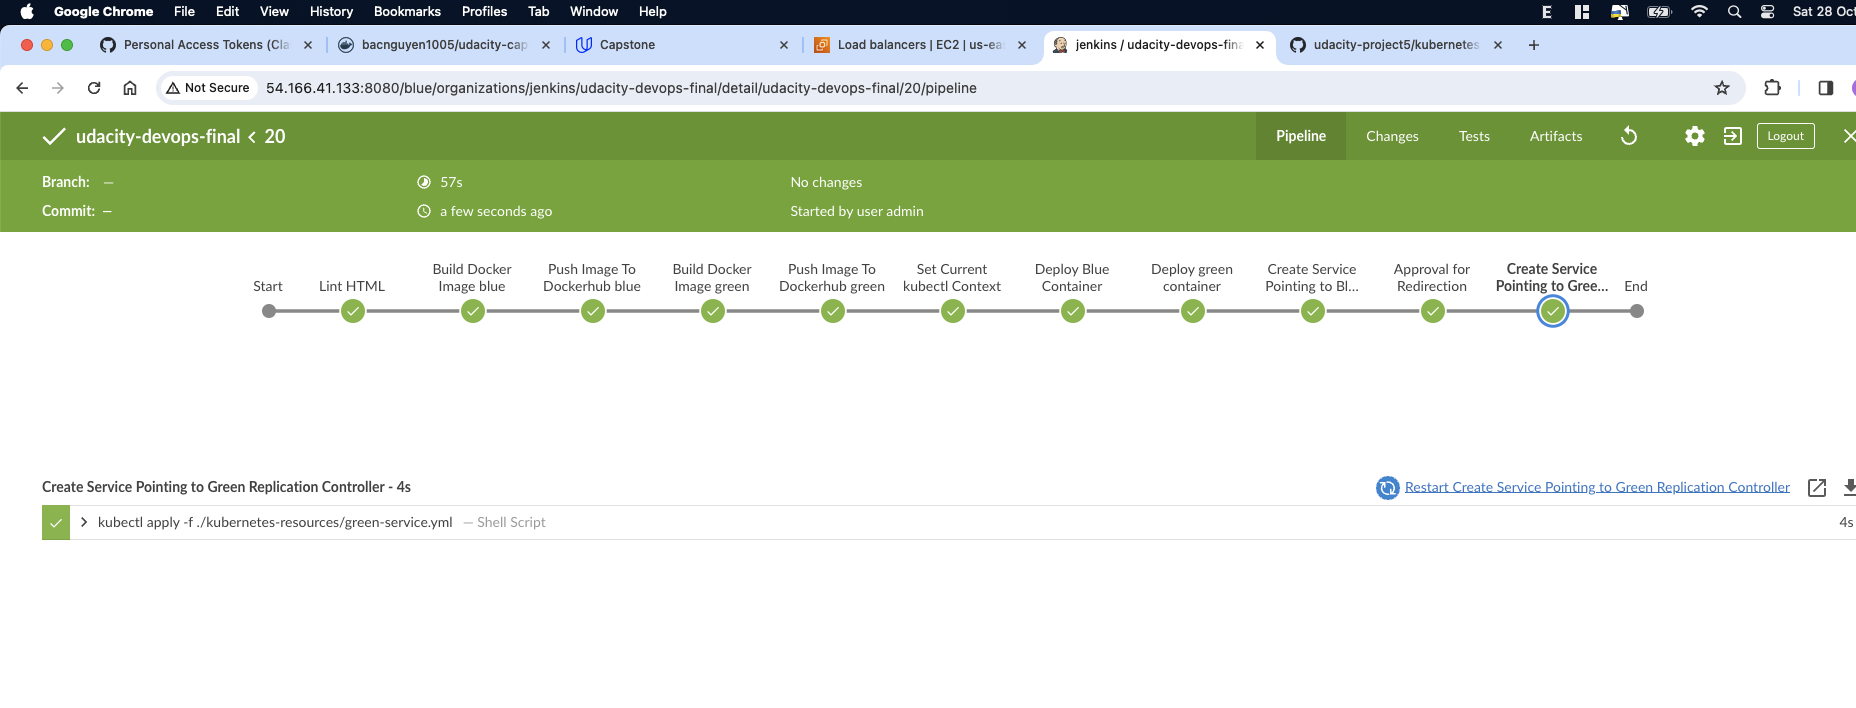 Google Chrome File Edit View History Bookmarks Profiles Tab Window Help Sat 28 Oct
Personal Access Tokens (Cla
bacnguyen1005/udacity-cap
Capstone
Load balancers | EC2 | us-ea
jenkins / udacity-devops-fina
udacity-project5/kubernetes
Not Secure 54.166.41.133:8080/blue/organizations/jenkins/udacity-devops-final/detail/udacity-devops-final/20/pipeline
udacity-devops-final < 20
Pipeline Changes Tests Artifacts Logout
Branch: — 57s No changes
Commit: — a few seconds ago Started by user admin
Start
Lint HTML
Build Docker
Image blue
Push Image To
Dockerhub blue
Build Docker
Image green
Push Image To
Dockerhub green
Set Current
kubectl Context
Deploy Blue
Container
Deploy green
container
Create Service
Pointing to Bl...
Approval for
Redirection
Create Service
Pointing to Gree...
End
Create Service Pointing to Green Replication Controller - 4s
Restart Create Service Pointing to Green Replication Controller
kubectl apply -f ./kubernetes-resources/green-service.yml — Shell Script 4s